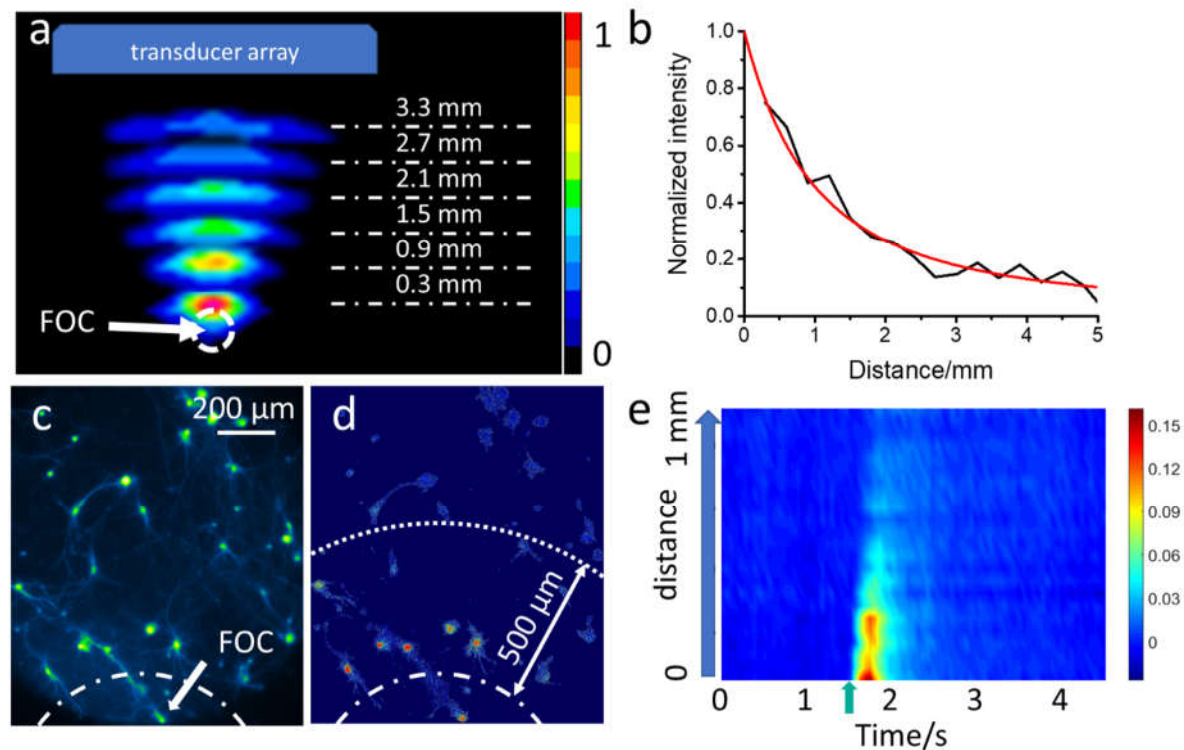 a
transducer array
1
3.3 mm
2.7 mm
2.1 mm
1.5 mm
0.9 mm
0.3 mm
FOC
0
b
Normalized intensity
1.0
0.8
0.6
0.4
0.2
0.0
0 1 2 3 4 5
Distance/mm
c
200 μm
FOC
d
500 μm
e
distance
1 mm
0
0 1 2 3 4
Time/s
0.15
0.12
0.09
0.06
0.03
0